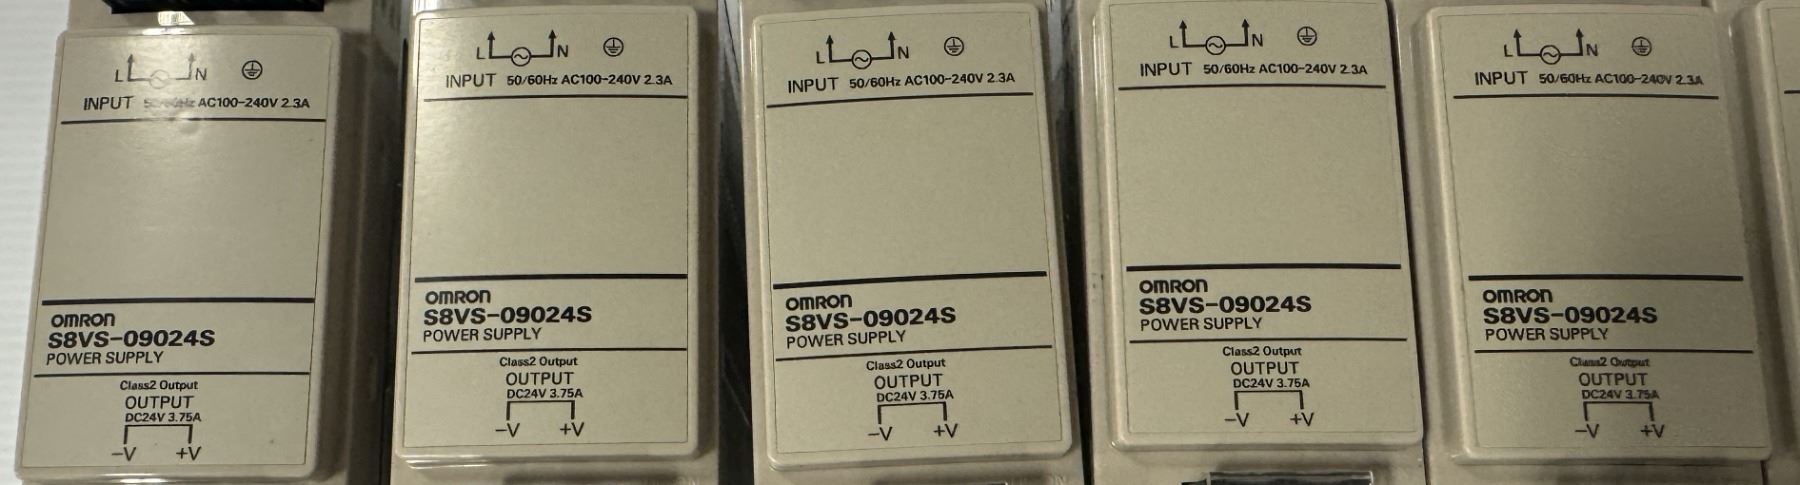 L N
INPUT 50/60Hz AC100-240V 2.3A
OMRON
S8VS-09024S
POWER SUPPLY
Class2 Output
OUTPUT
DC24V 3.75A
-V +V
L N
INPUT 50/60Hz AC100-240V 2.3A
OMRON
S8VS-09024S
POWER SUPPLY
Class2 Output
OUTPUT
DC24V 3.75A
-V +V
L N
INPUT 50/60Hz AC100-240V 2.3A
OMRON
S8VS-09024S
POWER SUPPLY
Class2 Output
OUTPUT
DC24V 3.75A
-V +V
L N
INPUT 50/60Hz AC100-240V 2.3A
OMRON
S8VS-09024S
POWER SUPPLY
Class2 Output
OUTPUT
DC24V 3.75A
-V +V
L N
INPUT 50/60Hz AC100-240V 2.3A
OMRON
S8VS-09024S
POWER SUPPLY
Class2 Output
OUTPUT
DC24V 3.75A
-V +V